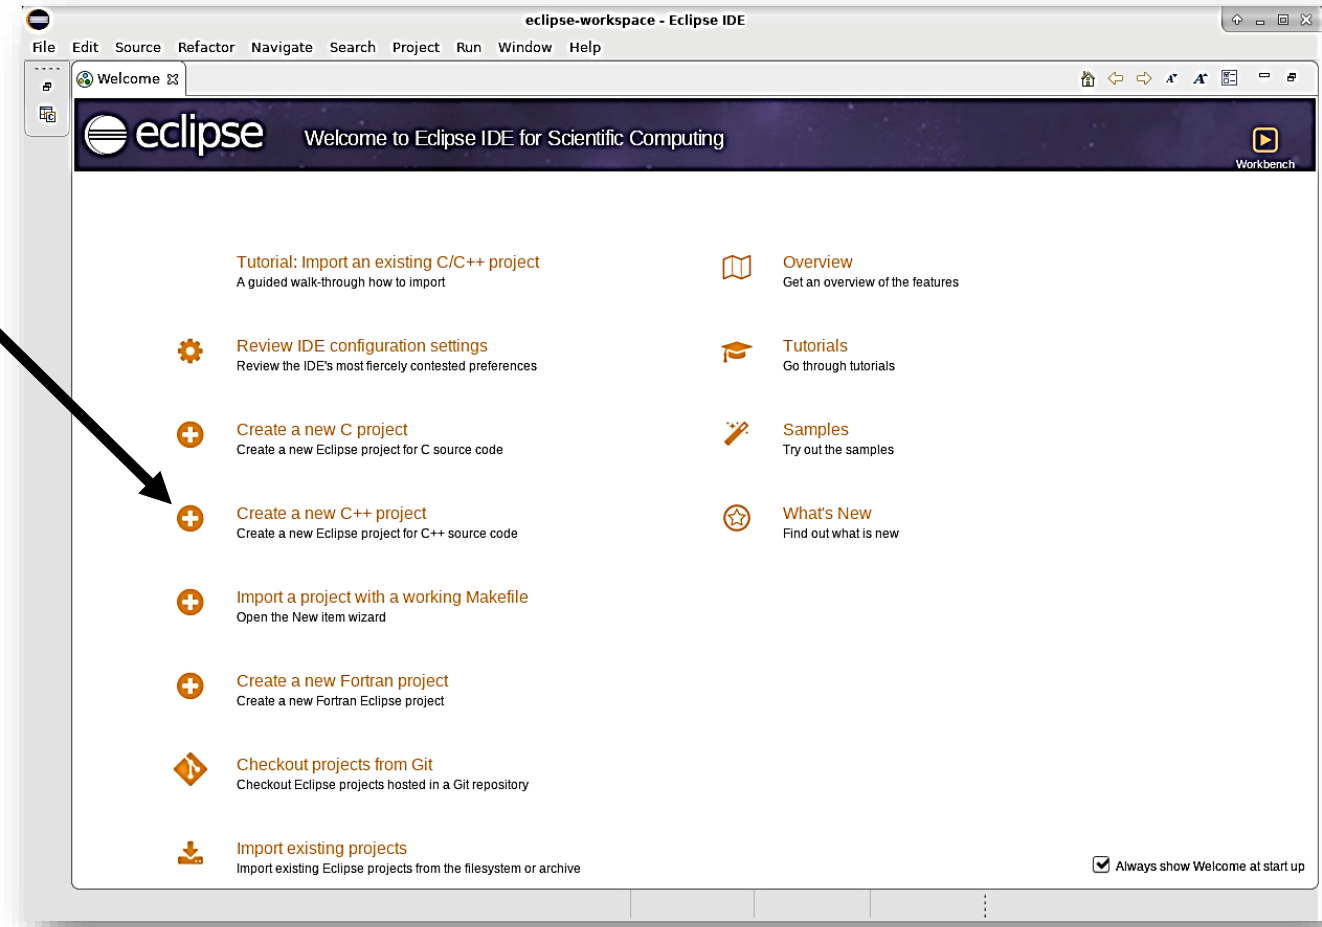 eclipse-workspace - Eclipse IDE
File Edit Source Refactor Navigate Search Project Run Window Help
Welcome
eclipse Welcome to Eclipse IDE for Scientific Computing
Workbench
Tutorial: Import an existing C/C++ project
A guided walk-through how to import
Review IDE configuration settings
Review the IDE's most fiercely contested preferences
Create a new C project
Create a new Eclipse project for C source code
Create a new C++ project
Create a new Eclipse project for C++ source code
Import a project with a working Makefile
Open the New item wizard
Create a new Fortran project
Create a new Fortran Eclipse project
Checkout projects from Git
Checkout Eclipse projects hosted in a Git repository
Import existing projects
Import existing Eclipse projects from the filesystem or archive
Overview
Get an overview of the features
Tutorials
Go through tutorials
Samples
Try out the samples
What's New
Find out what is new
Always show Welcome at start up